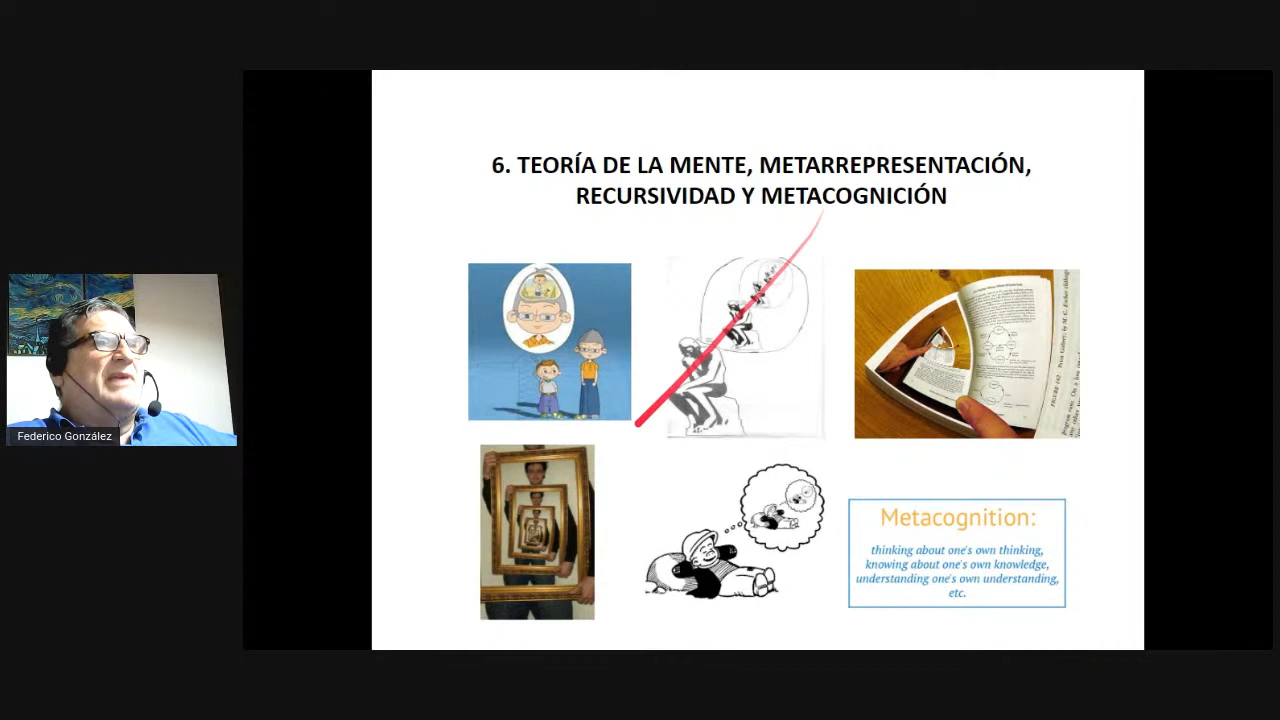 6. TEORÍA DE LA MENTE, METARREPRESENTACIÓN,
RECURSIVIDAD Y METACOGNICIÓN
Federico González
Metacognition:
thinking about one's own thinking,
knowing about one's own knowledge,
understanding one's own understanding,
etc.